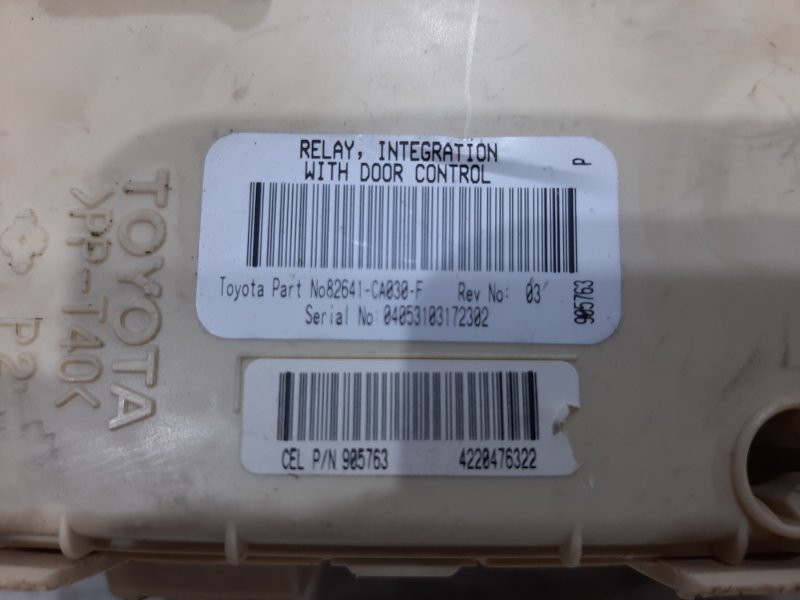 RELAY, INTEGRATION
WITH DOOR CONTROL
P
Toyota Part No82641-CA030-F Rev No: 03
Serial No: 04053103172302
905763
CEL P/N 905763 4220476322
TOYOTA
>PP-T40<
P2